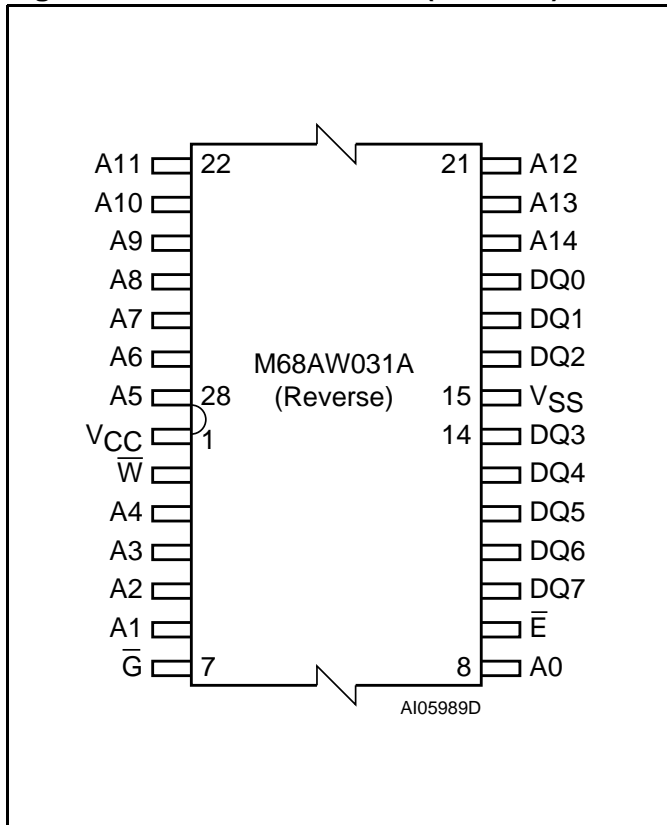 A11 22 21 A12
A10 A13
A9 A14
A8 DQ0
A7 DQ1
A6 DQ2
M68AW031A
(Reverse)
A5 28 15 VSS
VCC 1 14 DQ3
W̅ DQ4
A4 DQ5
A3 DQ6
A2 DQ7
A1 E̅
G̅ 7 8 A0
AI05989D